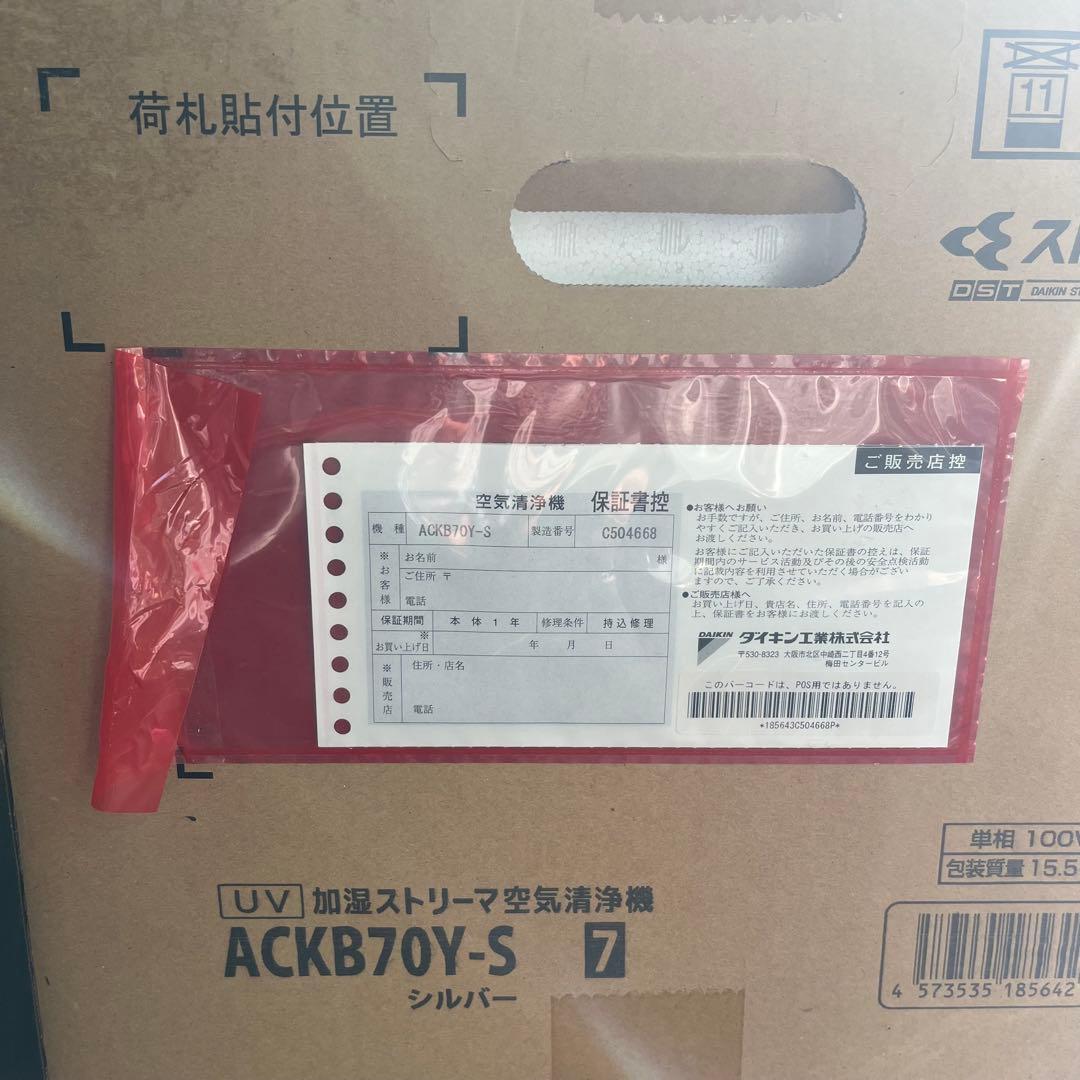 荷札貼付位置
11
スト
DST DAIKIN ST
ご販売店控
空気清浄機 保証書控
機種 ACKB70Y-S 製造番号 C504668
※お客様
お名前 様
ご住所 〒
電話
保証期間 本体1年 修理条件 持込修理
※お買い上げ日 年 月 日
※販売店
住所・店名
電話
●お客様へお願い
お手数ですが、ご住所、お名前、電話番号をわかり
やすくご記入いただき、お買い上げの販売店へ
お渡しください。
お客様にご記入いただいた保証書の控えは、保証
期間内のサービス活動及びその後の安全点検活動
に記載内容を利用させていただく場合がござい
ますので、ご了承ください。
●ご販売店様へ
お買い上げ日、貴店名、住所、電話番号を記入の
上、保証書をお客様にお渡しください。
DAIKIN ダイキン工業株式会社
〒530-8323 大阪市北区中崎西二丁目4番12号
梅田センタービル
このバーコードは、POS用ではありません。
*185643C504668P*
単相 100V
包装質量 15.5
UV 加湿ストリーマ空気清浄機
ACKB70Y-S 7
シルバー
4 573535 185642